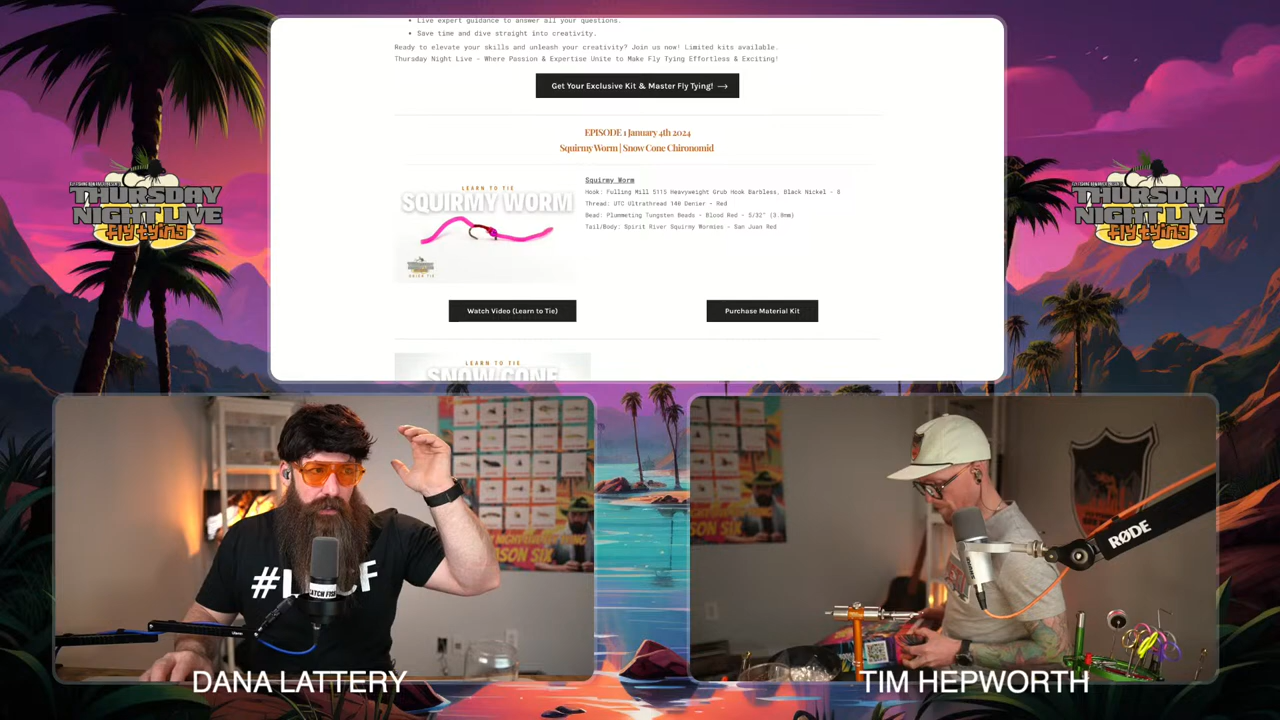 Live expert guidance to answer all your questions.
Save time and dive straight into creativity.
Ready to elevate your skills and unleash your creativity? Join us now! Limited kits available.
Thursday Night Live - Where Passion & Expertise Unite to Make Fly Tying Effortless & Exciting!
Get Your Exclusive Kit & Master Fly Tying! →
EPISODE 1 January 4th 2024
Squirmy Worm | Snow Cone Chironomid
LEARN TO TIE
SQUIRMY WORM
Squirmy Worm
Hook: Fulling Mill 5115 Heavyweight Grub Hook Barbless, Black Nickel - 8
Thread: UTC Ultrathread 140 Denier - Red
Bead: Plummeting Tungsten Beads - Blood Red - 5/32" (3.8mm)
Tail/Body: Spirit River Squirmy Wormies - San Juan Red
Watch Video (Learn to Tie)
Purchase Material Kit
LEARN TO TIE
SNOW CONE
THURSDAY
NIGHT LIVE
fly tying
THURSDAY
NIGHT LIVE
fly tying
RØDE
DANA LATTERY
TIM HEPWORTH